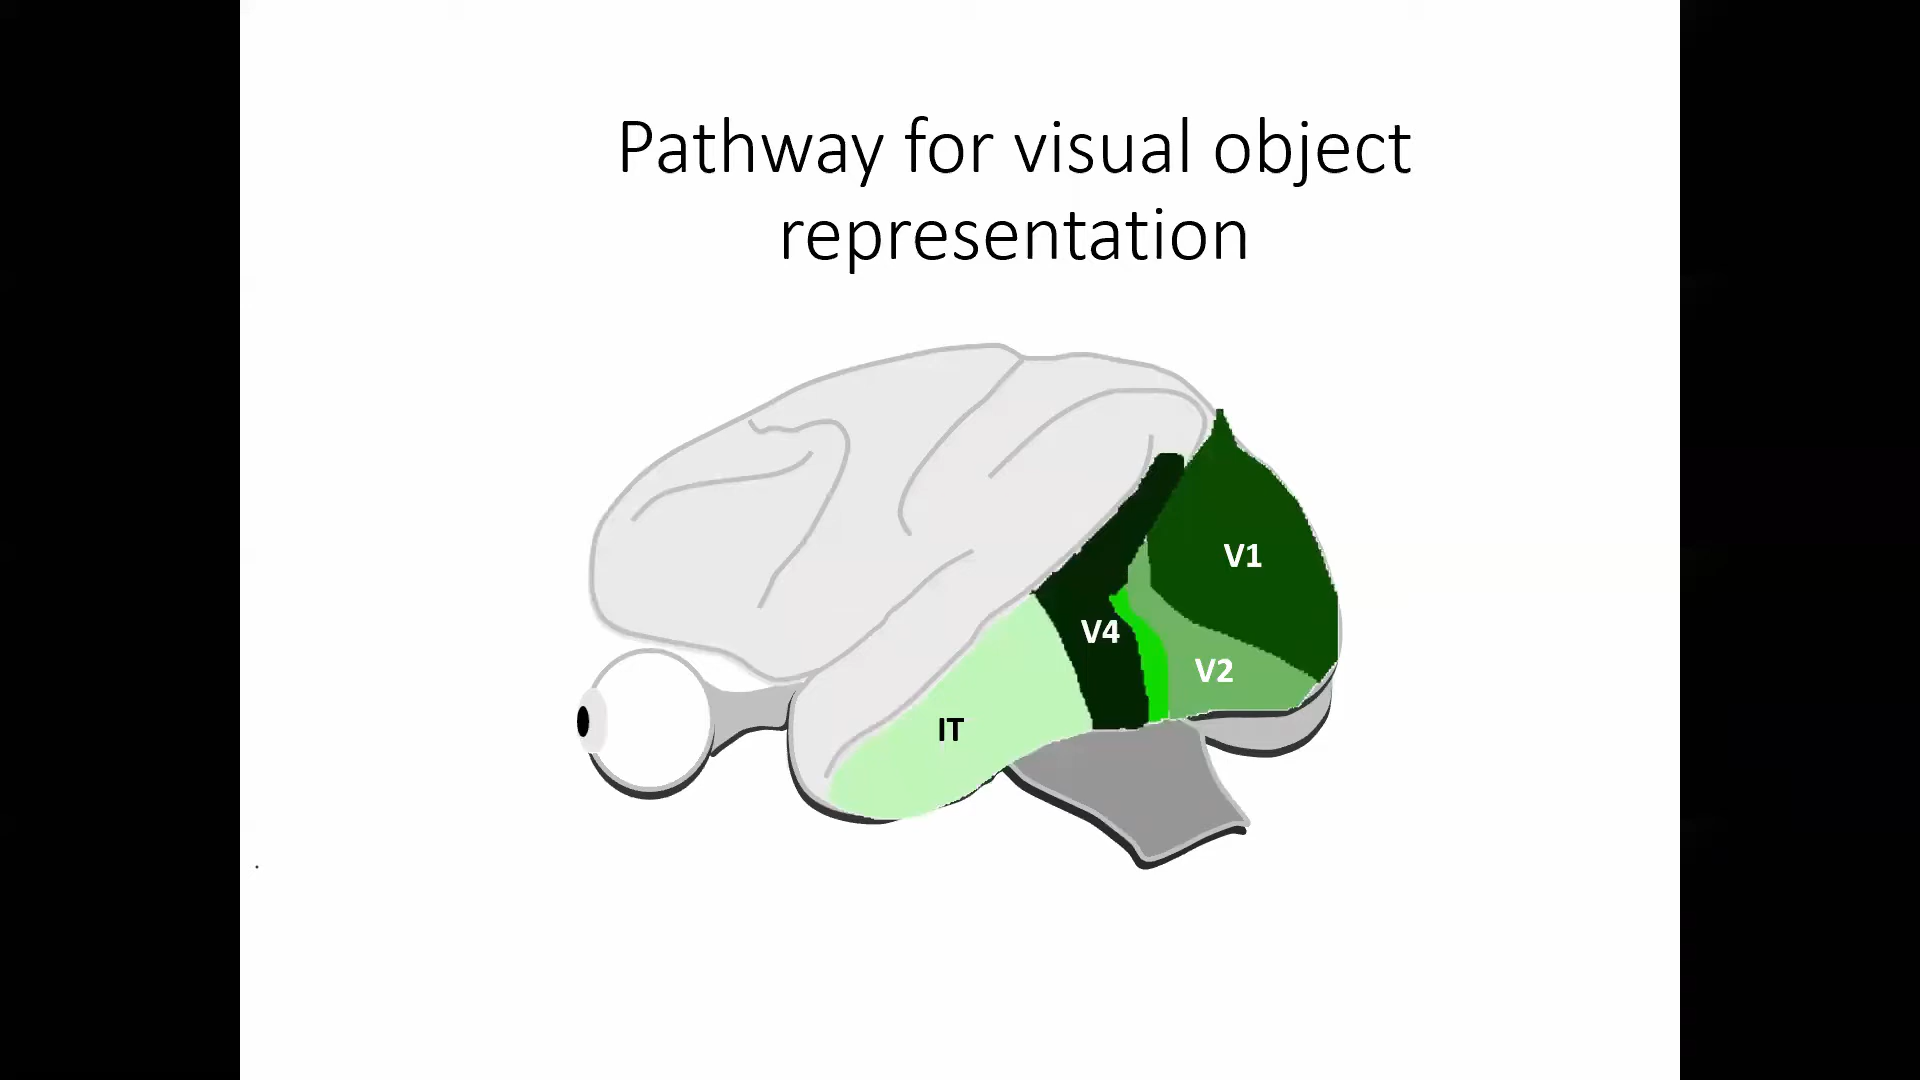 Pathway for visual object
representation
V1
V4
V2
IT